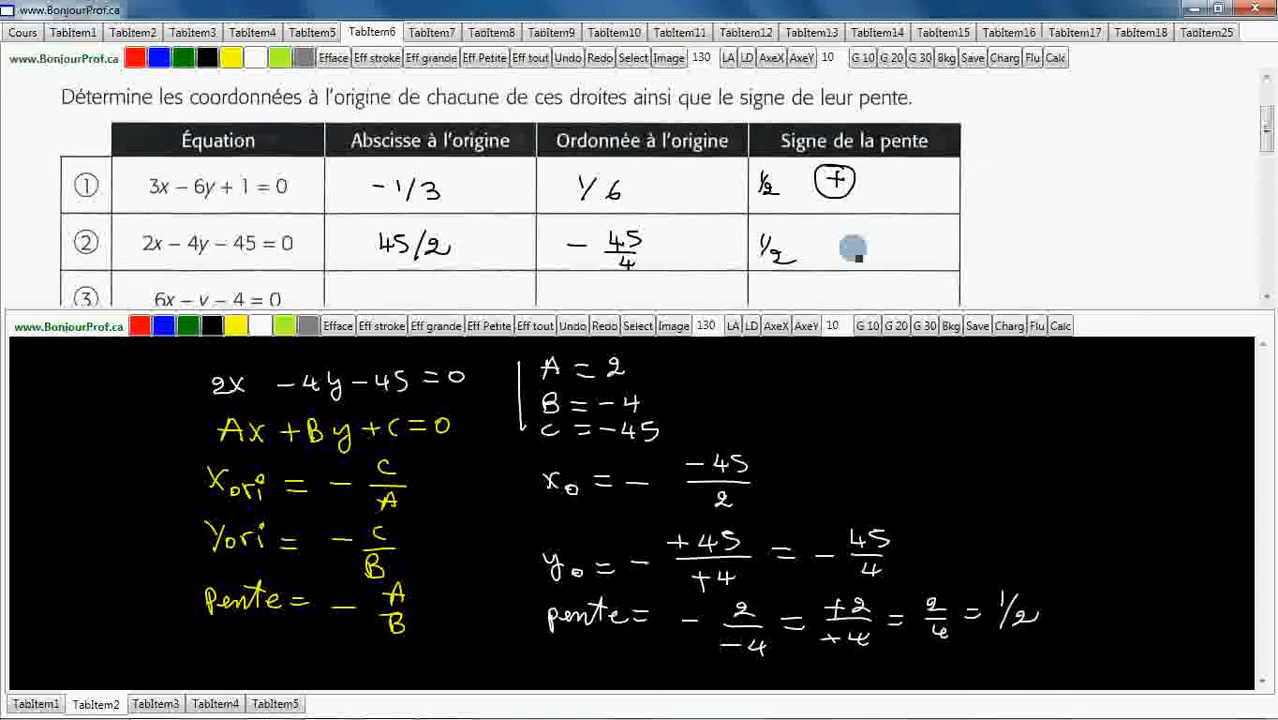 www.BonjourProf.ca
Cours TabItem1 TabItem2 TabItem3 TabItem4 TabItem5 TabItem6 TabItem7 TabItem8 TabItem9 TabItem10 TabItem11 TabItem12 TabItem13 TabItem14 TabItem15 TabItem16 TabItem17 TabItem18 TabItem25
www.BonjourProf.ca Efface Eff stroke Eff grande Eff Petite Eff tout Undo Redo Select Image 130 LA LD AxeX AxeY 10 G 10 G 20 G 30 Bkg Save Charg Flu Calc
Détermine les coordonnées à l'origine de chacune de ces droites ainsi que le signe de leur pente.
Équation Abscisse à l'origine Ordonnée à l'origine Signe de la pente
① 3x – 6y + 1 = 0 - 1/3 1/6 1/2 +
② 2x – 4y – 45 = 0 45/2 - 45/4 1/2
③ 6x – y – 4 = 0
www.BonjourProf.ca Efface Eff stroke Eff grande Eff Petite Eff tout Undo Redo Select Image 130 LA LD AxeX AxeY 10 G 10 G 20 G 30 Bkg Save Charg Flu Calc
2x - 4y - 45 = 0
Ax + By + C = 0
Xori = - C/A
Yori = - C/B
pente = - A/B
A = 2
B = -4
C = -45
x0 = - -45/2
y0 = - +45/+4 = - 45/4
pente = - 2/-4 = +2/+4 = 2/4 = 1/2
TabItem1 TabItem2 TabItem3 TabItem4 TabItem5